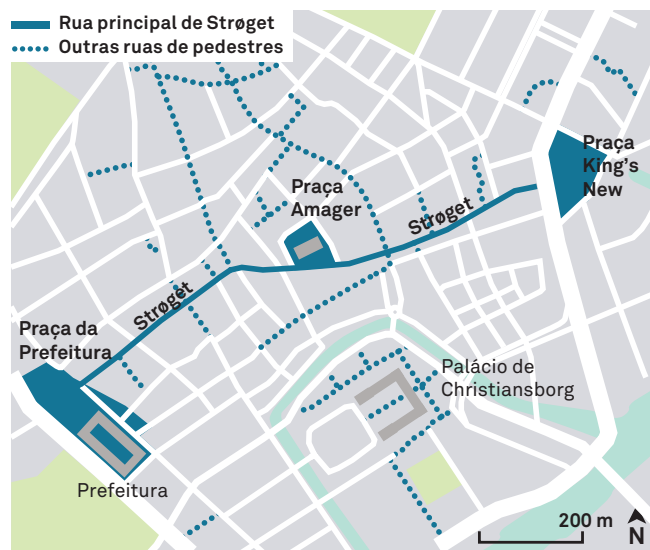 Rua principal de Strøget
Outras ruas de pedestres
Praça
King's
New
Praça
Amager
Strøget
Strøget
Praça da
Prefeitura
Palácio de
Christiansborg
Prefeitura
200 m
N